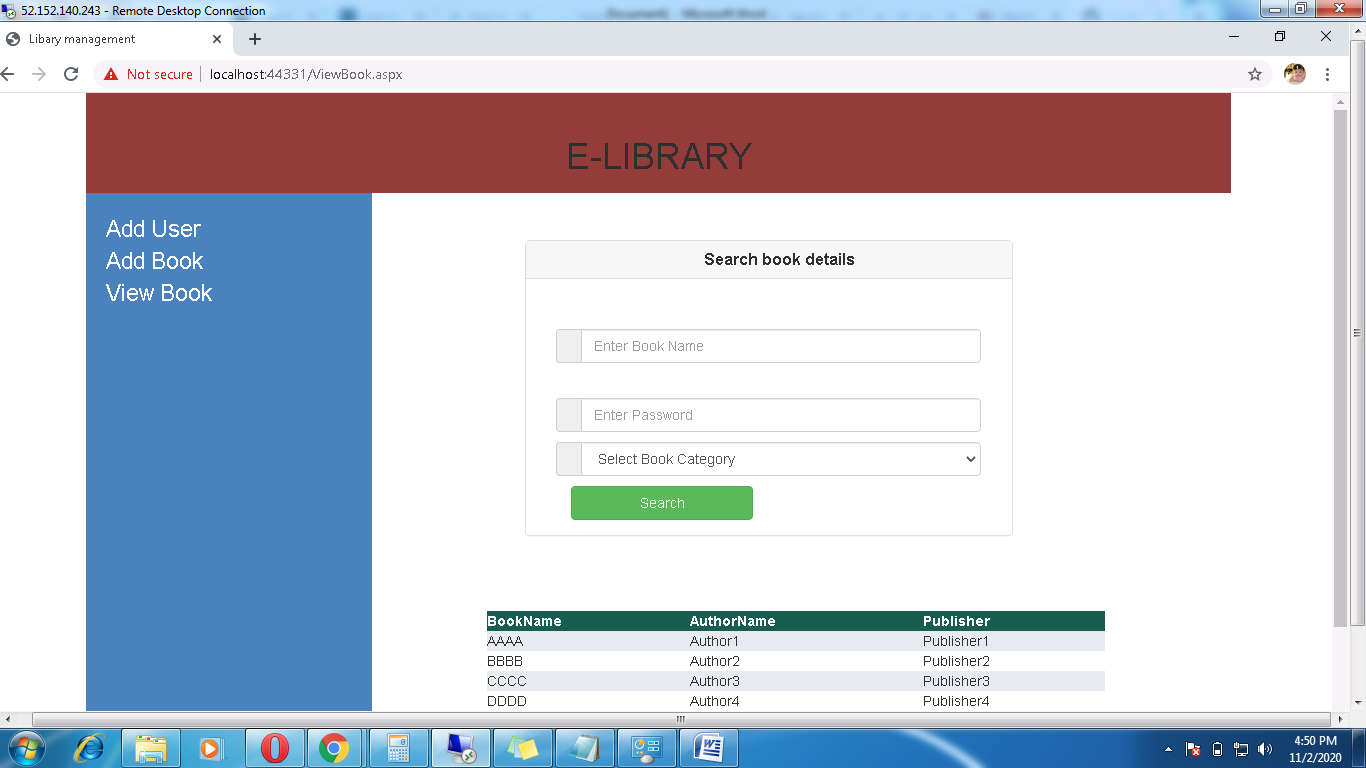 52.152.140.243 - Remote Desktop Connection
Libary management
Not secure
localhost:44331/ViewBook.aspx
E-LIBRARY
Add User
Add Book
View Book
Search book details
Enter Book Name
Enter Password
Select Book Category
Search
BookName AuthorName Publisher
AAAA Author1 Publisher1
BBBB Author2 Publisher2
CCCC Author3 Publisher3
DDDD Author4 Publisher4
4:50 PM
11/2/2020